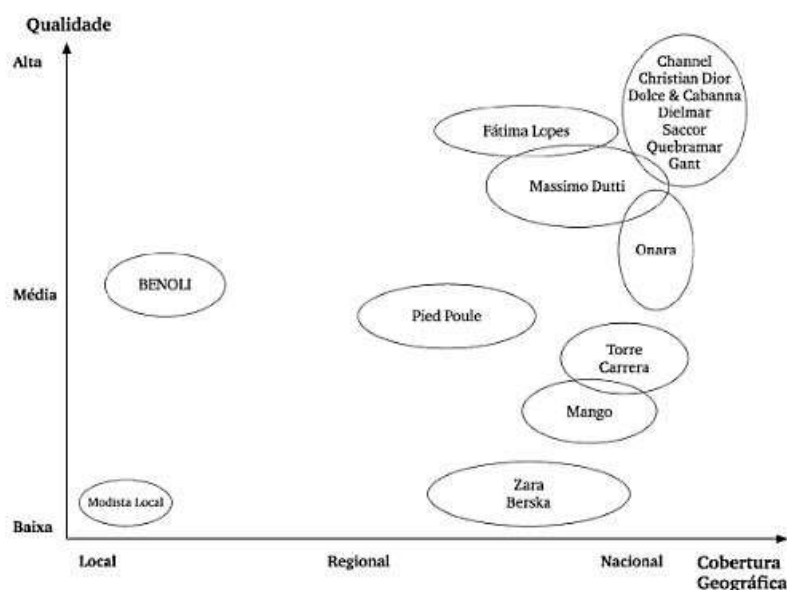 Qualidade
Alta
Channel
Christian Dior
Dolce & Cabanna
Dielmar
Saccor
Quebramar
Gant
Fátima Lopes
Massimo Dutti
Onara
BENOLI
Média
Pied Poule
Torre
Carrera
Mango
Zara
Berska
Modista Local
Baixa
Local
Regional
Nacional
Cobertura
Geográfica